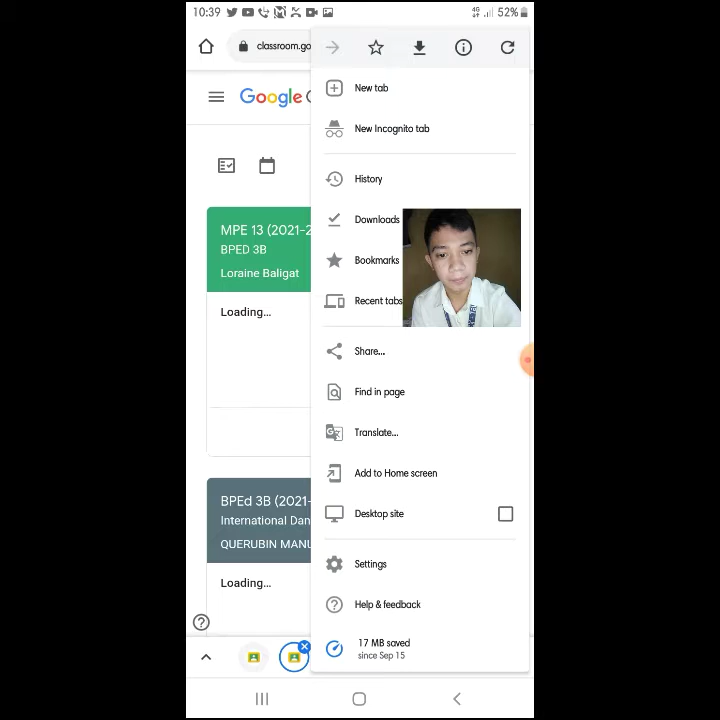 10:39
4G
52%
classroom.go
New tab
New Incognito tab
Google
History
MPE 13 (2021-2
BPED 3B
Loraine Baligat
Downloads
Bookmarks
Recent tabs
Loading...
Share...
Find in page
Translate...
Add to Home screen
BPEd 3B (2021-
International Dan
QUERUBIN MANU
Desktop site
Settings
Loading...
Help & feedback
17 MB saved
since Sep 15